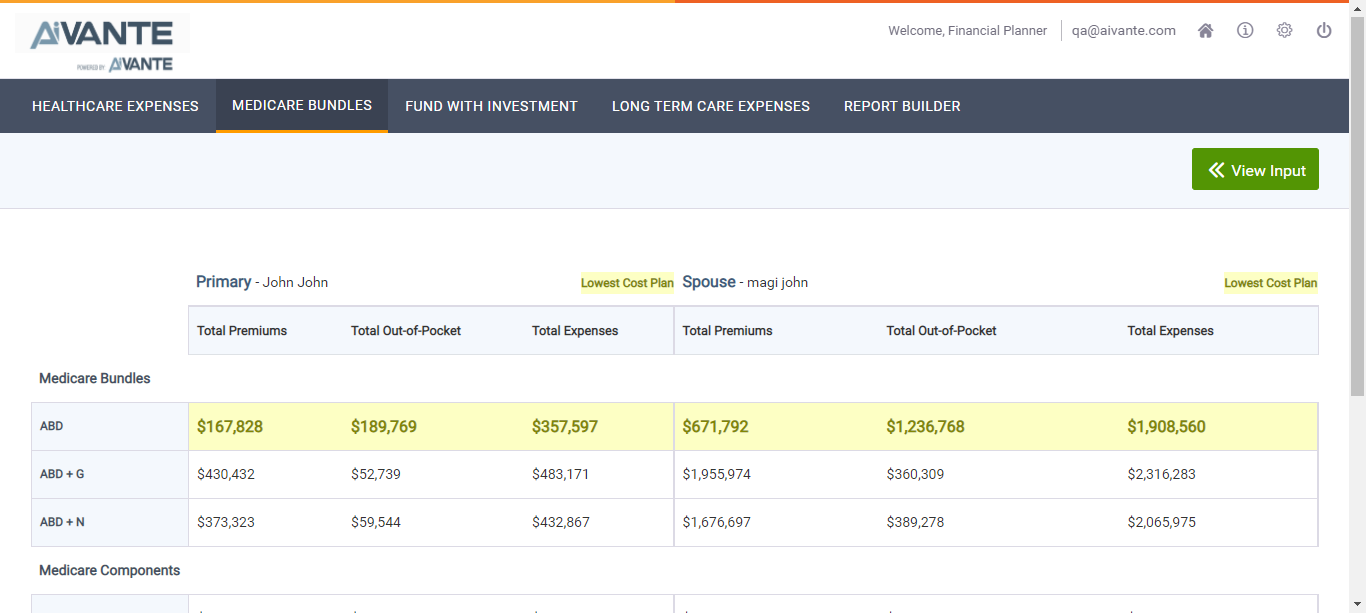 AiVANTE
POWERED BY AiVANTE
Welcome, Financial Planner qa@aivante.com
HEALTHCARE EXPENSES MEDICARE BUNDLES FUND WITH INVESTMENT LONG TERM CARE EXPENSES REPORT BUILDER
View Input
Primary - John John Lowest Cost Plan Spouse - magi john Lowest Cost Plan
Total Premiums Total Out-of-Pocket Total Expenses Total Premiums Total Out-of-Pocket Total Expenses
Medicare Bundles
ABD $167,828 $189,769 $357,597 $671,792 $1,236,768 $1,908,560
ABD + G $430,432 $52,739 $483,171 $1,955,974 $360,309 $2,316,283
ABD + N $373,323 $59,544 $432,867 $1,676,697 $389,278 $2,065,975
Medicare Components